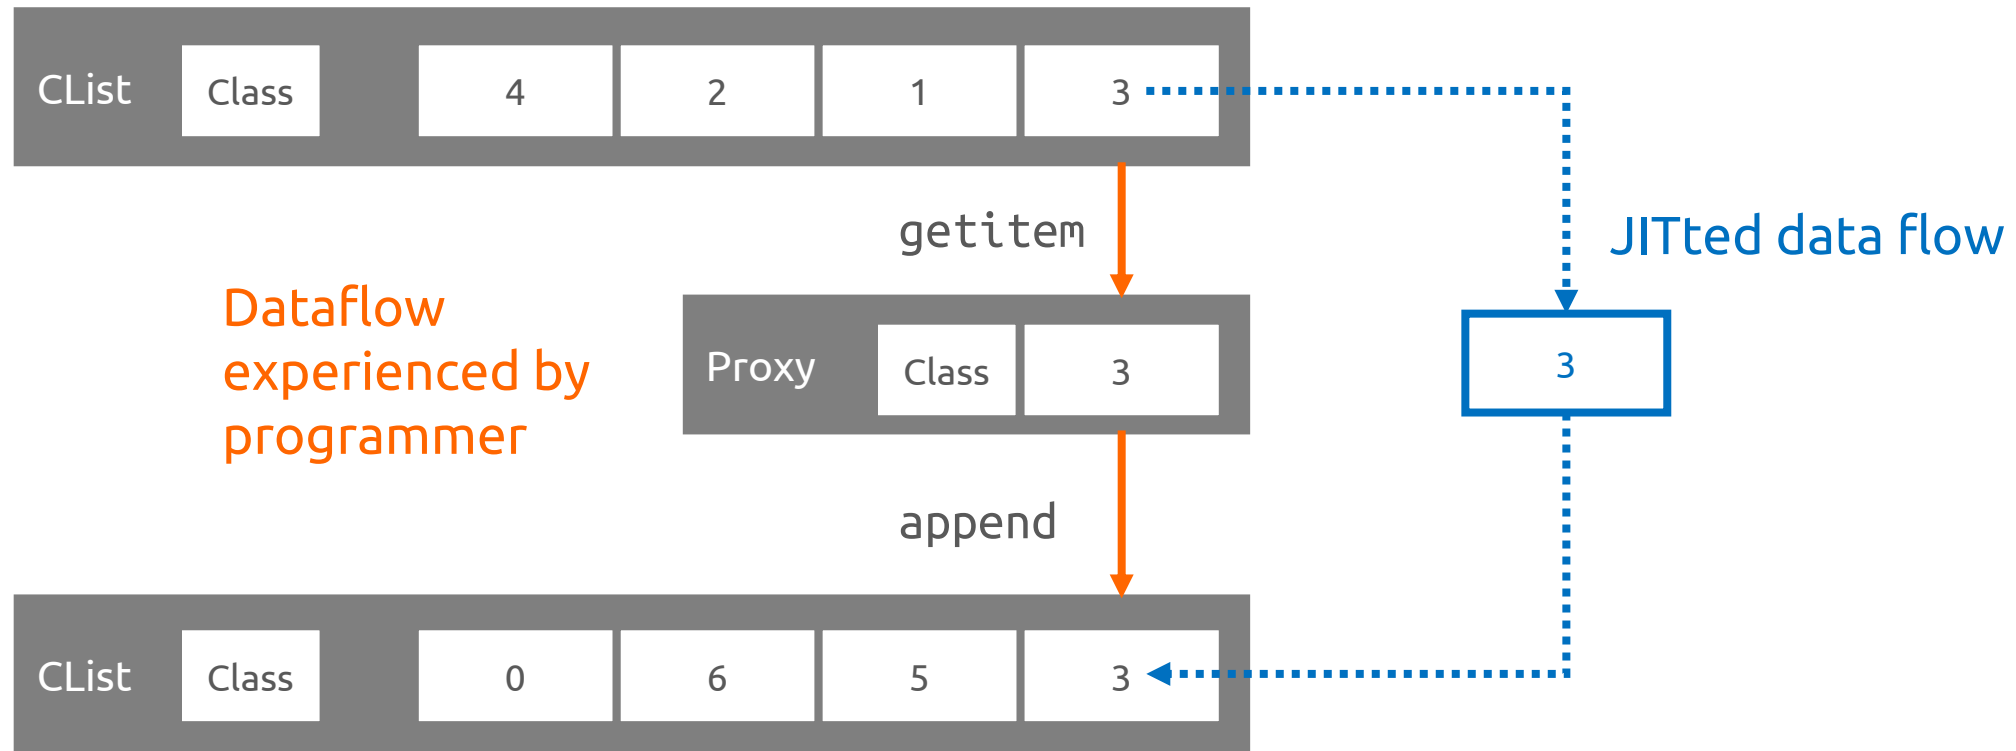 CList Class 4 2 1 3
getitem
JITted data flow
Dataflow
experienced by
programmer
Proxy Class 3
3
append
CList Class 0 6 5 3